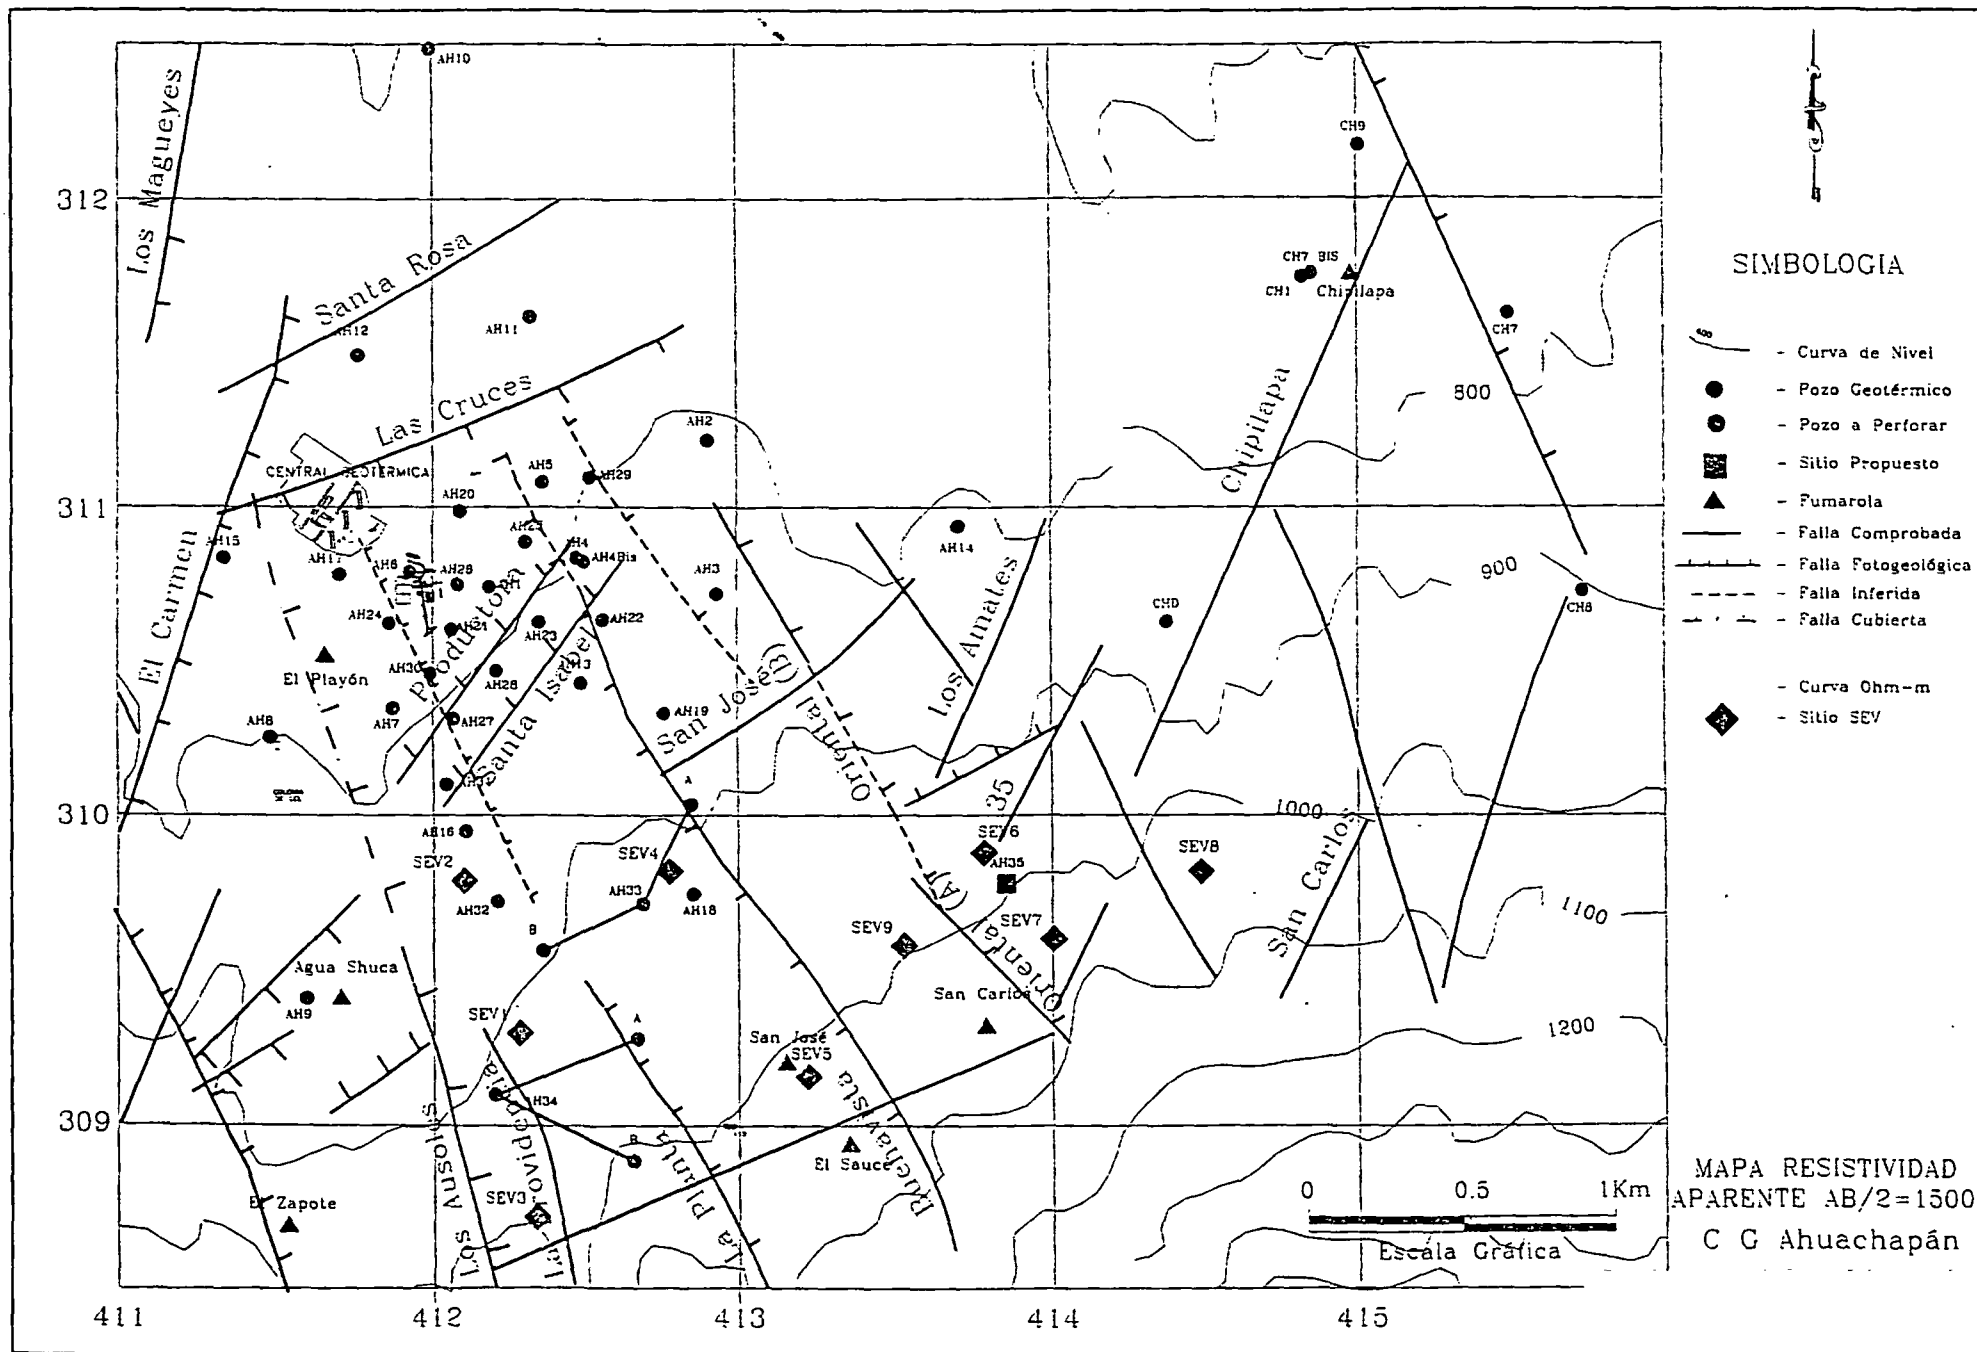 AH10
Los Magueyes
312
CH9
Santa Rosa
AH12
AH11
CH7 BIS
CH1
Chipilapa
CH7
SIMBOLOGIA
600
- Curva de Nivel
- Pozo Geotérmico
- Pozo a Perforar
- Sitio Propuesto
- Fumarola
- Falla Comprobada
- Falla Fotogeológica
- Falla Inferida
- Falla Cubierta
- Curva Ohm-m
- Sitio SEV
Las Cruces
AH2
800
Chipilapa
CENTRAL GEOTERMICA
AH5
AH29
AH20
311
AH25
AH15
AH17
AH6
AH26
AH4
AH4Bis
AH14
900
El Carmen
AH1
AH3
AH24
AH21
AH23
AH22
CHD
CH8
Los Amates
El Playón
AH30
Productora
AH28
AH13
Santa Isabel
AH7
AH27
AH19
San José
Oriental (B)
AH8
AH31
A
35
310
AH16
1000
SEV6
SEV2
SEV4
AH35
SEV8
San Carlos
AH32
AH33
AH18
Oriental (A)
1100
B
SEV9
SEV7
Agua Shuca
AH9
San Carlos
SEV1
A
San José
SEV5
1200
309
AH34
B
El Sauce
Los Ausoles
La Providencia
La Planta
Buenavista
El Zapote
SEV3
0 0.5 1Km
Escala Gráfica
MAPA RESISTIVIDAD
APARENTE AB/2=1500
C G Ahuachapán
411 412 413 414 415